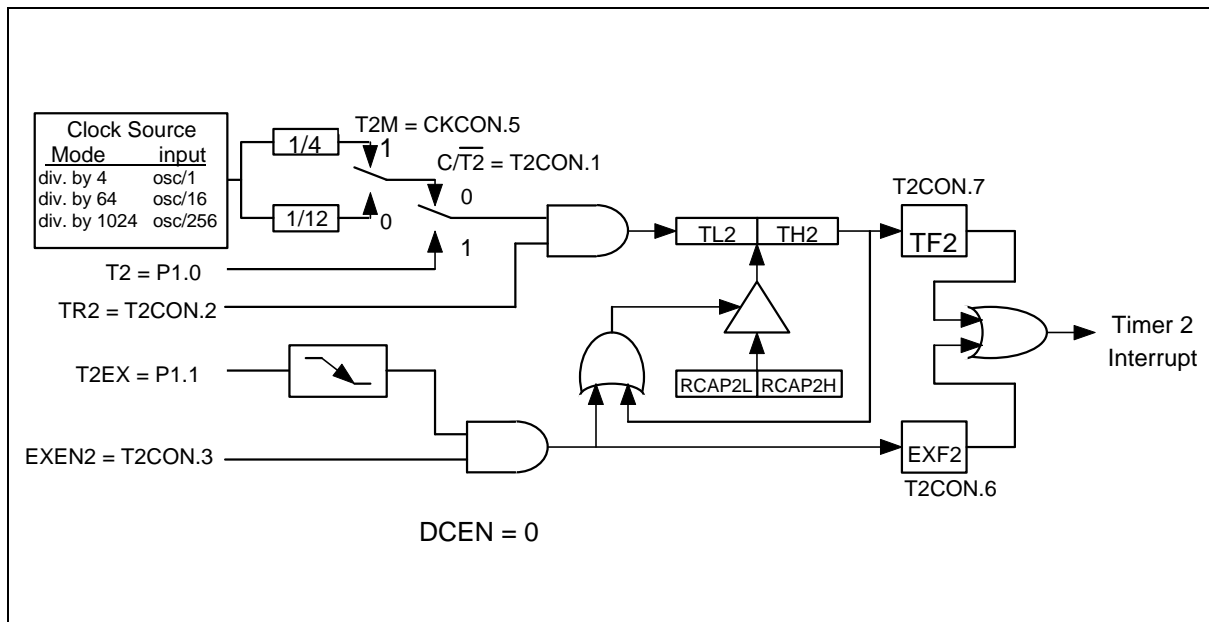 Clock Source
Mode input
div. by 4 osc/1
div. by 64 osc/16
div. by 1024 osc/256
1/4
1/12
T2M = CKCON.5
1
0
C/T2 = T2CON.1
0
1
T2 = P1.0
TR2 = T2CON.2
T2EX = P1.1
EXEN2 = T2CON.3
TL2 TH2
RCAP2L RCAP2H
T2CON.7
TF2
EXF2
T2CON.6
Timer 2
Interrupt
DCEN = 0